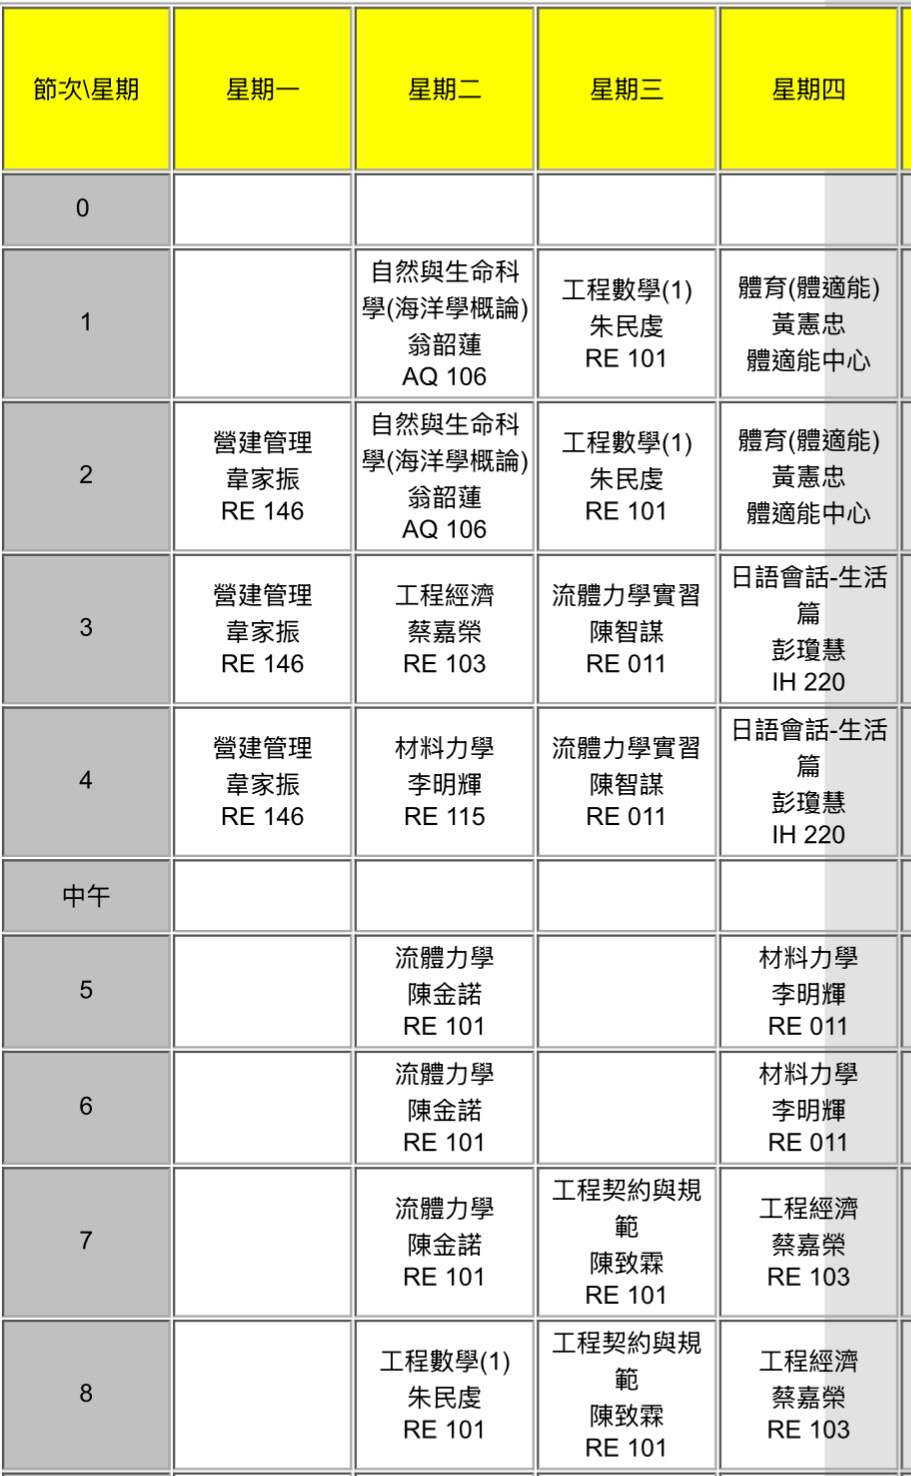 節次\星期 星期一 星期二 星期三 星期四
0
1
自然與生命科
學(海洋學概論)
翁韶蓮
AQ 106
工程數學(1)
朱民虔
RE 101
體育(體適能)
黃憲忠
體適能中心
2
營建管理
韋家振
RE 146
自然與生命科
學(海洋學概論)
翁韶蓮
AQ 106
工程數學(1)
朱民虔
RE 101
體育(體適能)
黃憲忠
體適能中心
3
營建管理
韋家振
RE 146
工程經濟
蔡嘉榮
RE 103
流體力學實習
陳智謀
RE 011
日語會話-生活
篇
彭瓊慧
IH 220
4
營建管理
韋家振
RE 146
材料力學
李明輝
RE 115
流體力學實習
陳智謀
RE 011
日語會話-生活
篇
彭瓊慧
IH 220
中午
5
流體力學
陳金諾
RE 101
材料力學
李明輝
RE 011
6
流體力學
陳金諾
RE 101
材料力學
李明輝
RE 011
7
流體力學
陳金諾
RE 101
工程契約與規
範
陳致霖
RE 101
工程經濟
蔡嘉榮
RE 103
8
工程數學(1)
朱民虔
RE 101
工程契約與規
範
陳致霖
RE 101
工程經濟
蔡嘉榮
RE 103